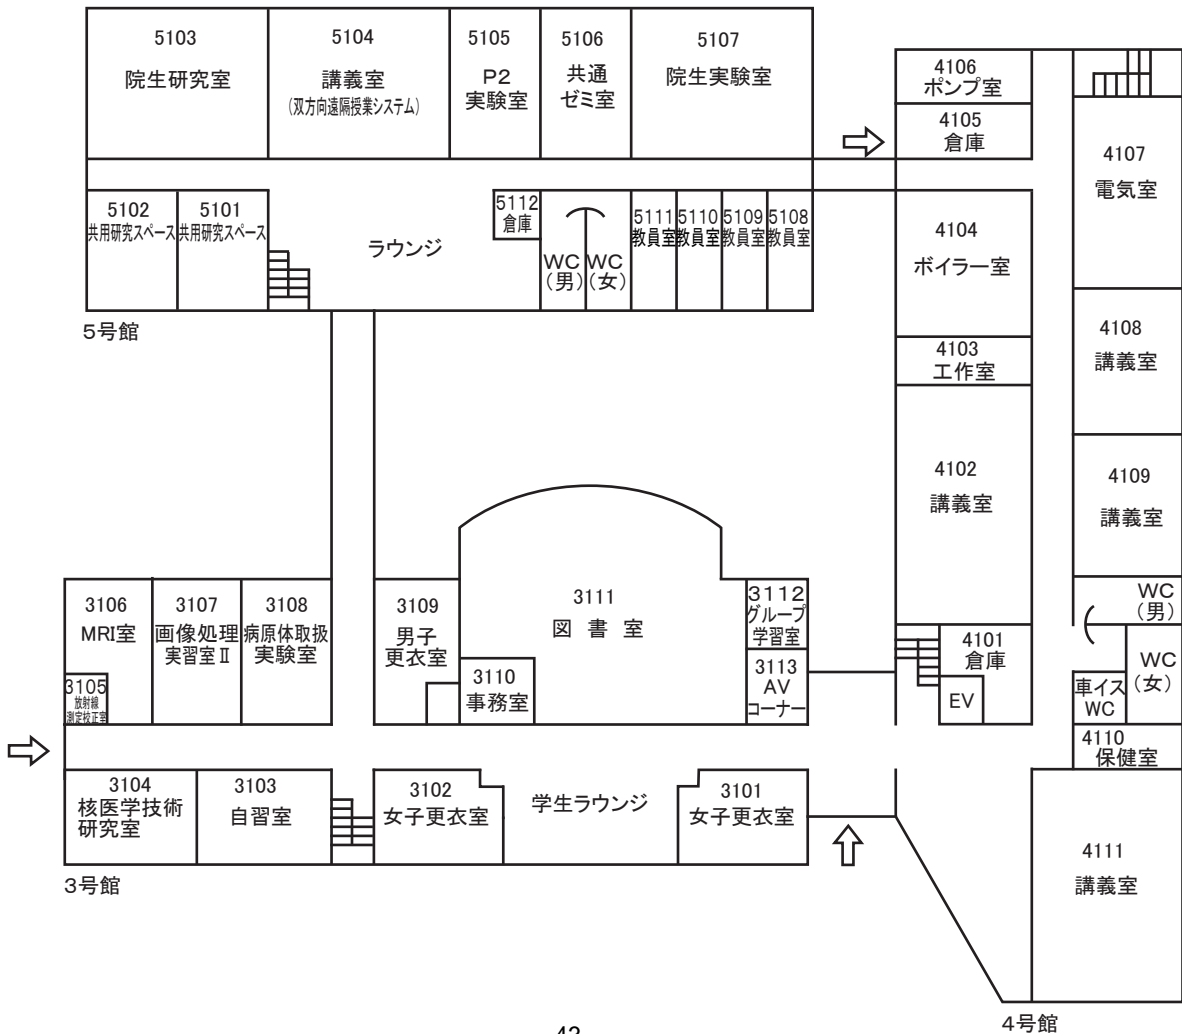 5103
院生研究室
5104
講義室
(双方向遠隔授業システム)
5105
P2
実験室
5106
共通
ゼミ室
5107
院生実験室
5102
共用研究スペース
5101
共用研究スペース
ラウンジ
5112
倉庫
WC
(男)
WC
(女)
5111
教員室
5110
教員室
5109
教員室
5108
教員室
5号館
4106
ポンプ室
4105
倉庫
4107
電気室
4104
ボイラー室
4103
工作室
4108
講義室
4102
講義室
4109
講義室
WC
(男)
4101
倉庫
EV
車イス
WC
WC
(女)
4110
保健室
4111
講義室
4号館
3106
MRI室
3105
放射線
測定校正室
3107
画像処理
実習室Ⅱ
3108
病原体取扱
実験室
3109
男子
更衣室
3110
事務室
3111
図書室
3112
グループ
学習室
3113
AV
コーナー
3104
核医学技術
研究室
3103
自習室
3102
女子更衣室
学生ラウンジ
3101
女子更衣室
3号館